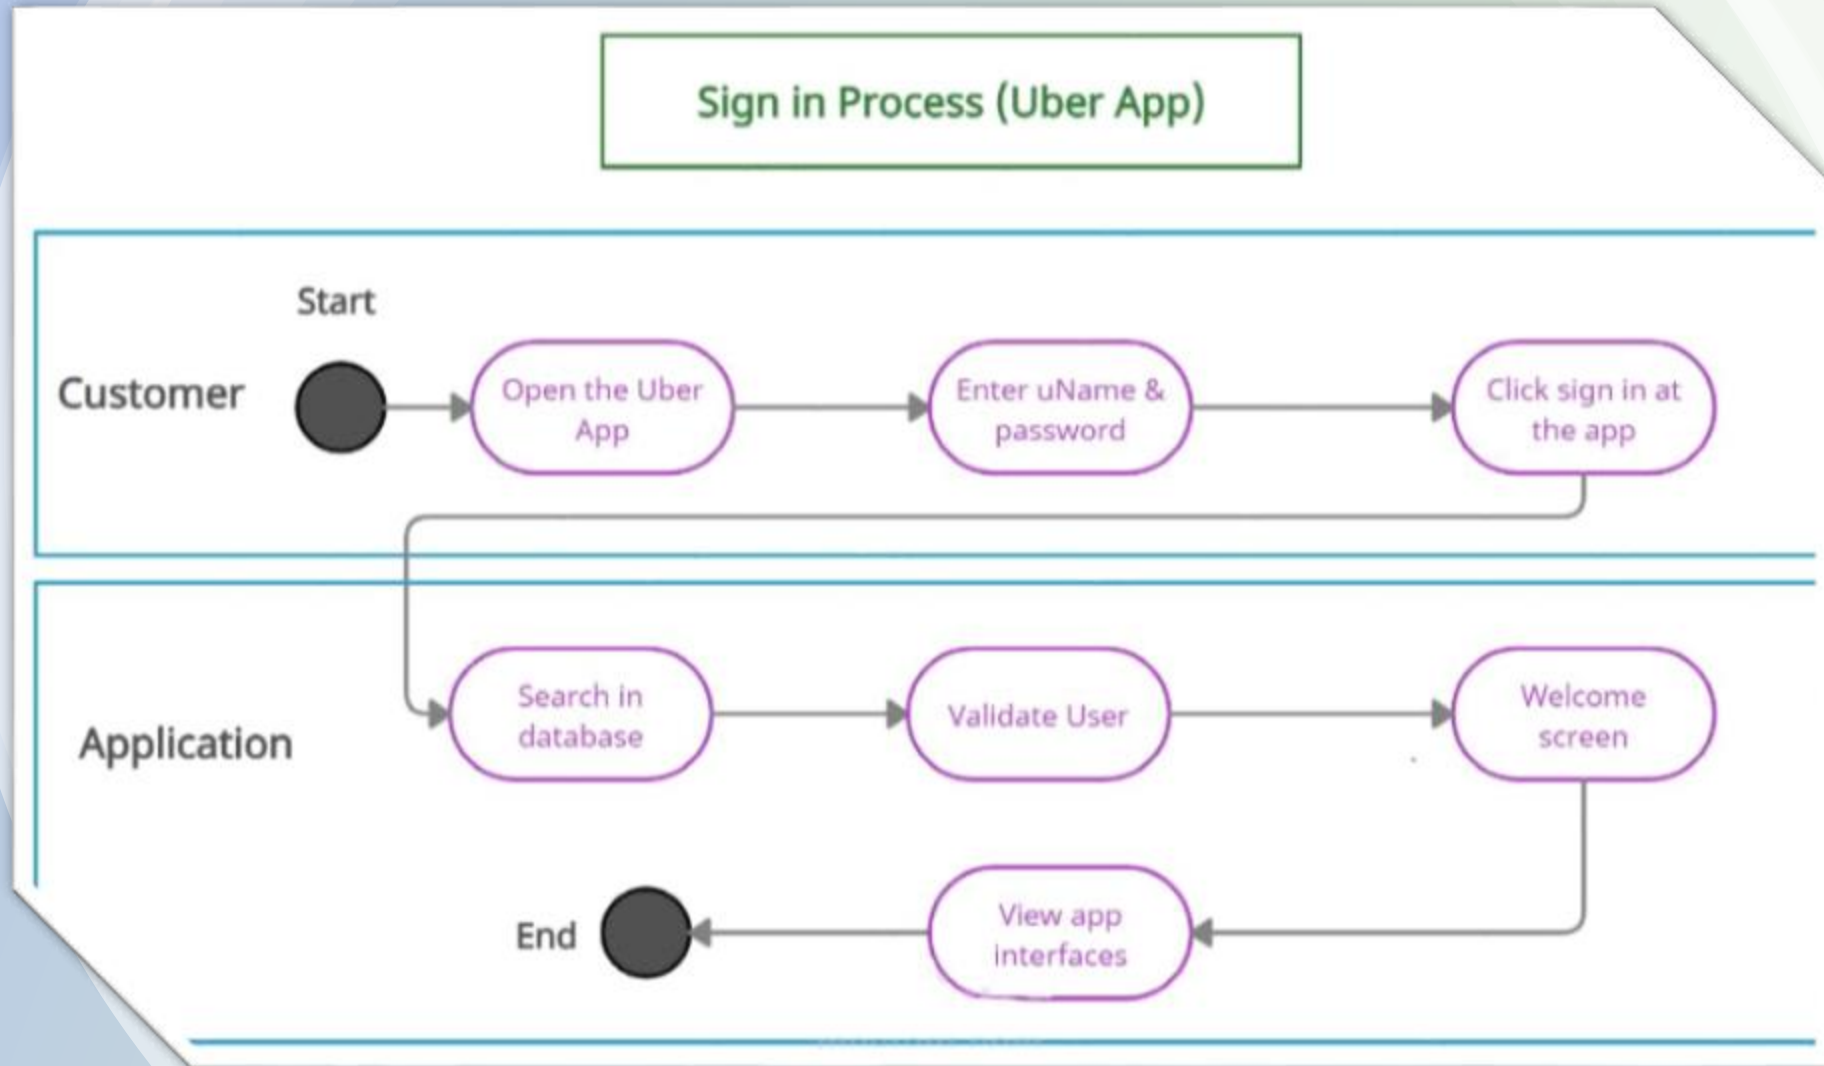 Sign in Process (Uber App)
Start
Customer
Open the Uber
App
Enter uName &
password
Click sign in at
the app
Application
Search in
database
Validate User
Welcome
screen
End
View app
interfaces